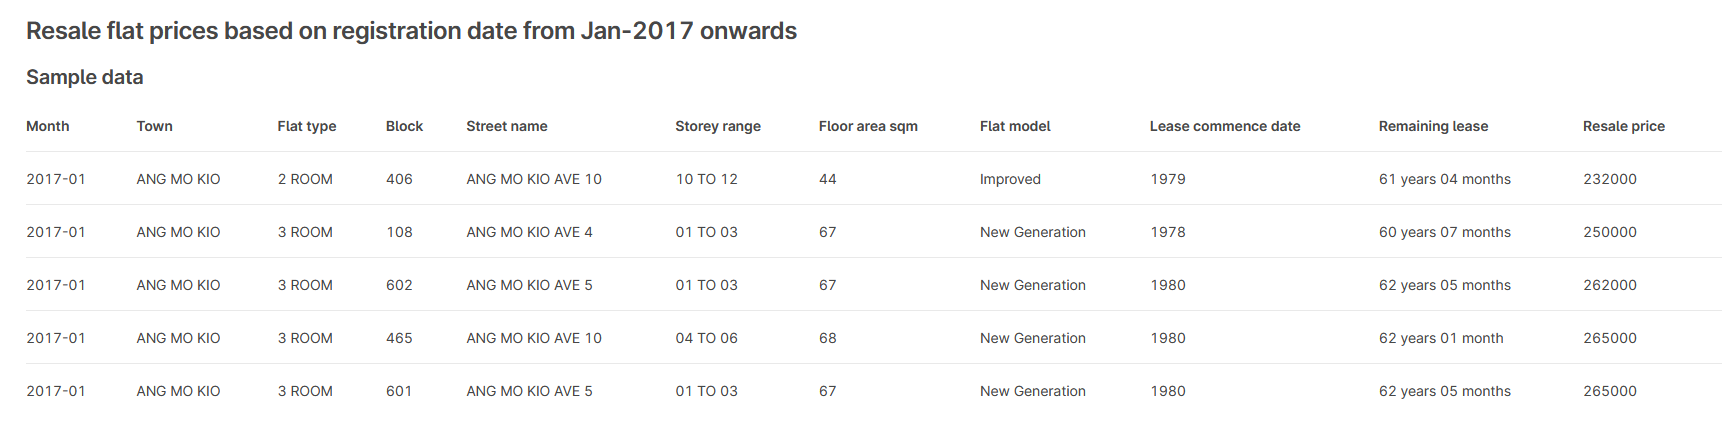 Resale flat prices based on registration date from Jan-2017 onwards
Sample data
Month Town Flat type Block Street name Storey range Floor area sqm Flat model Lease commence date Remaining lease Resale price
2017-01 ANG MO KIO 2 ROOM 406 ANG MO KIO AVE 10 10 TO 12 44 Improved 1979 61 years 04 months 232000
2017-01 ANG MO KIO 3 ROOM 108 ANG MO KIO AVE 4 01 TO 03 67 New Generation 1978 60 years 07 months 250000
2017-01 ANG MO KIO 3 ROOM 602 ANG MO KIO AVE 5 01 TO 03 67 New Generation 1980 62 years 05 months 262000
2017-01 ANG MO KIO 3 ROOM 465 ANG MO KIO AVE 10 04 TO 06 68 New Generation 1980 62 years 01 month 265000
2017-01 ANG MO KIO 3 ROOM 601 ANG MO KIO AVE 5 01 TO 03 67 New Generation 1980 62 years 05 months 265000